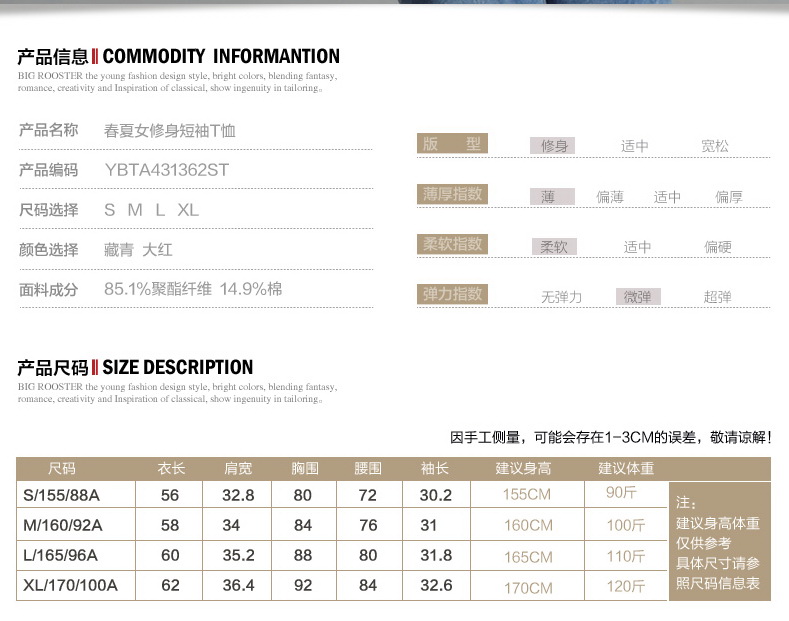 产品信息 COMMODITY INFORMANTION
BIG ROOSTER the young fashion design style, bright colors, blending fantasy,
romance, creativity and Inspiration of classical, show ingenuity in tailoring。
产品名称 春夏女修身短袖T恤
产品编码 YBTA431362ST
尺码选择 S M L XL
颜色选择 藏青 大红
面料成分 85.1%聚酯纤维 14.9%棉
版 型 修身 适中 宽松
薄厚指数 薄 偏薄 适中 偏厚
柔软指数 柔软 适中 偏硬
弹力指数 无弹力 微弹 超弹
产品尺码 SIZE DESCRIPTION
BIG ROOSTER the young fashion design style, bright colors, blending fantasy,
romance, creativity and Inspiration of classical, show ingenuity in tailoring。
因手工侧量，可能会存在1-3CM的误差，敬请谅解！
尺码 衣长 肩宽 胸围 腰围 袖长 建议身高 建议体重
S/155/88A 56 32.8 80 72 30.2 155CM 90斤
M/160/92A 58 34 84 76 31 160CM 100斤
L/165/96A 60 35.2 88 80 31.8 165CM 110斤
XL/170/100A 62 36.4 92 84 32.6 170CM 120斤
注：
建议身高体重
仅供参考
具体尺寸请参
照尺码信息表